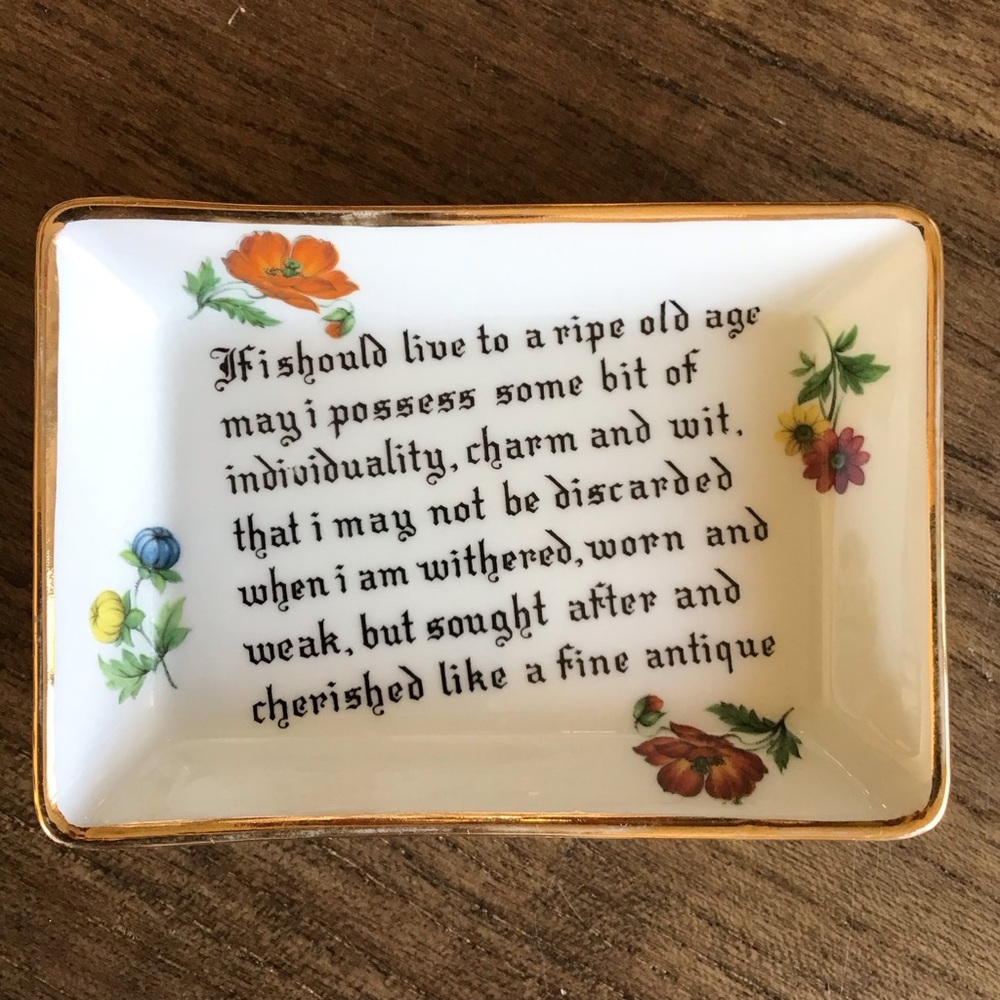 If i should live to a ripe old age
may i possess some bit of
individuality, charm and wit.
that i may not be discarded
when i am withered, worn and
weak, but sought after and
cherished like a fine antique